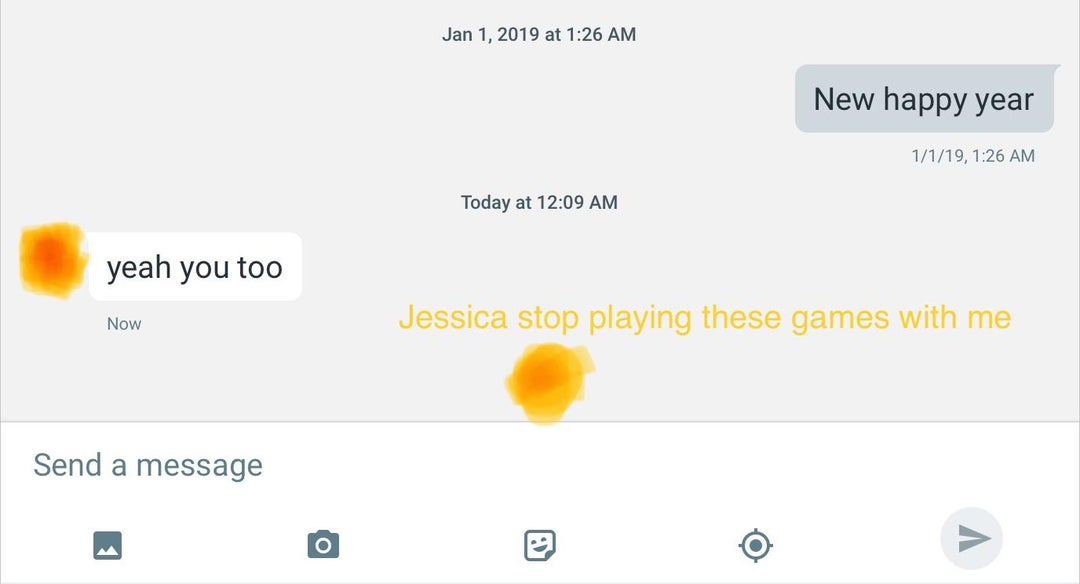 Jan 1, 2019 at 1:26 AM
New happy year
1/1/19, 1:26 AM
Today at 12:09 AM
yeah you too
Now
Jessica stop playing these games with me
Send a message